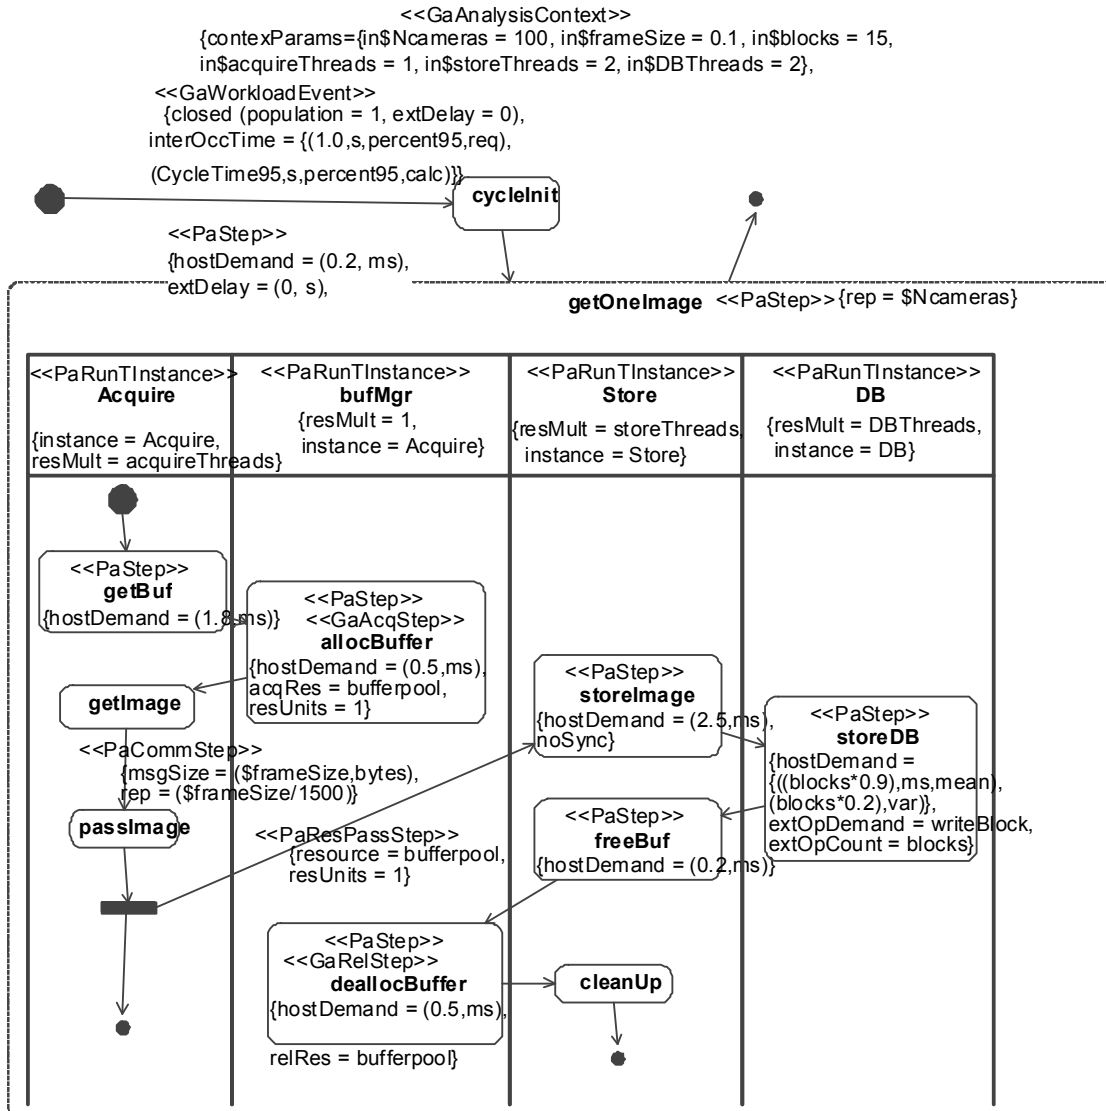 <<GaAnalysisContext>>
{contexParams={in$Ncameras = 100, in$frameSize = 0.1, in$blocks = 15,
in$acquireThreads = 1, in$storeThreads = 2, in$DBThreads = 2},
<<GaWorkloadEvent>>
{closed (population = 1, extDelay = 0),
interOccTime = {(1.0,s,percent95,req),
(CycleTime95,s,percent95,calc)}}
cycleInit
<<PaStep>>
{hostDemand = (0.2, ms),
extDelay = (0, s),
getOneImage <<PaStep>> {rep = $Ncameras}
<<PaRunTInstance>>
Acquire
{instance = Acquire,
resMult = acquireThreads}
<<PaRunTInstance>>
bufMgr
{resMult = 1,
instance = Acquire}
<<PaRunTInstance>>
Store
{resMult = storeThreads,
instance = Store}
<<PaRunTInstance>>
DB
{resMult = DBThreads,
instance = DB}
<<PaStep>>
getBuf
{hostDemand = (1.8,ms)}
<<PaStep>>
<<GaAcqStep>>
allocBuffer
{hostDemand = (0.5,ms),
acqRes = bufferpool,
resUnits = 1}
getImage
<<PaCommStep>>
{msgSize = ($frameSize,bytes),
rep = ($frameSize/1500)}
passImage
<<PaStep>>
storeImage
{hostDemand = (2.5,ms),
noSync}
<<PaStep>>
storeDB
{hostDemand =
{((blocks*0.9),ms,mean),
(blocks*0.2),var)},
extOpDemand = writeBlock,
extOpCount = blocks}
<<PaResPassStep>>
{resource = bufferpool,
resUnits = 1}
<<PaStep>>
freeBuf
{hostDemand = (0.2,ms)}
<<PaStep>>
<<GaRelStep>>
deallocBuffer
{hostDemand = (0.5,ms),
relRes = bufferpool}
cleanUp